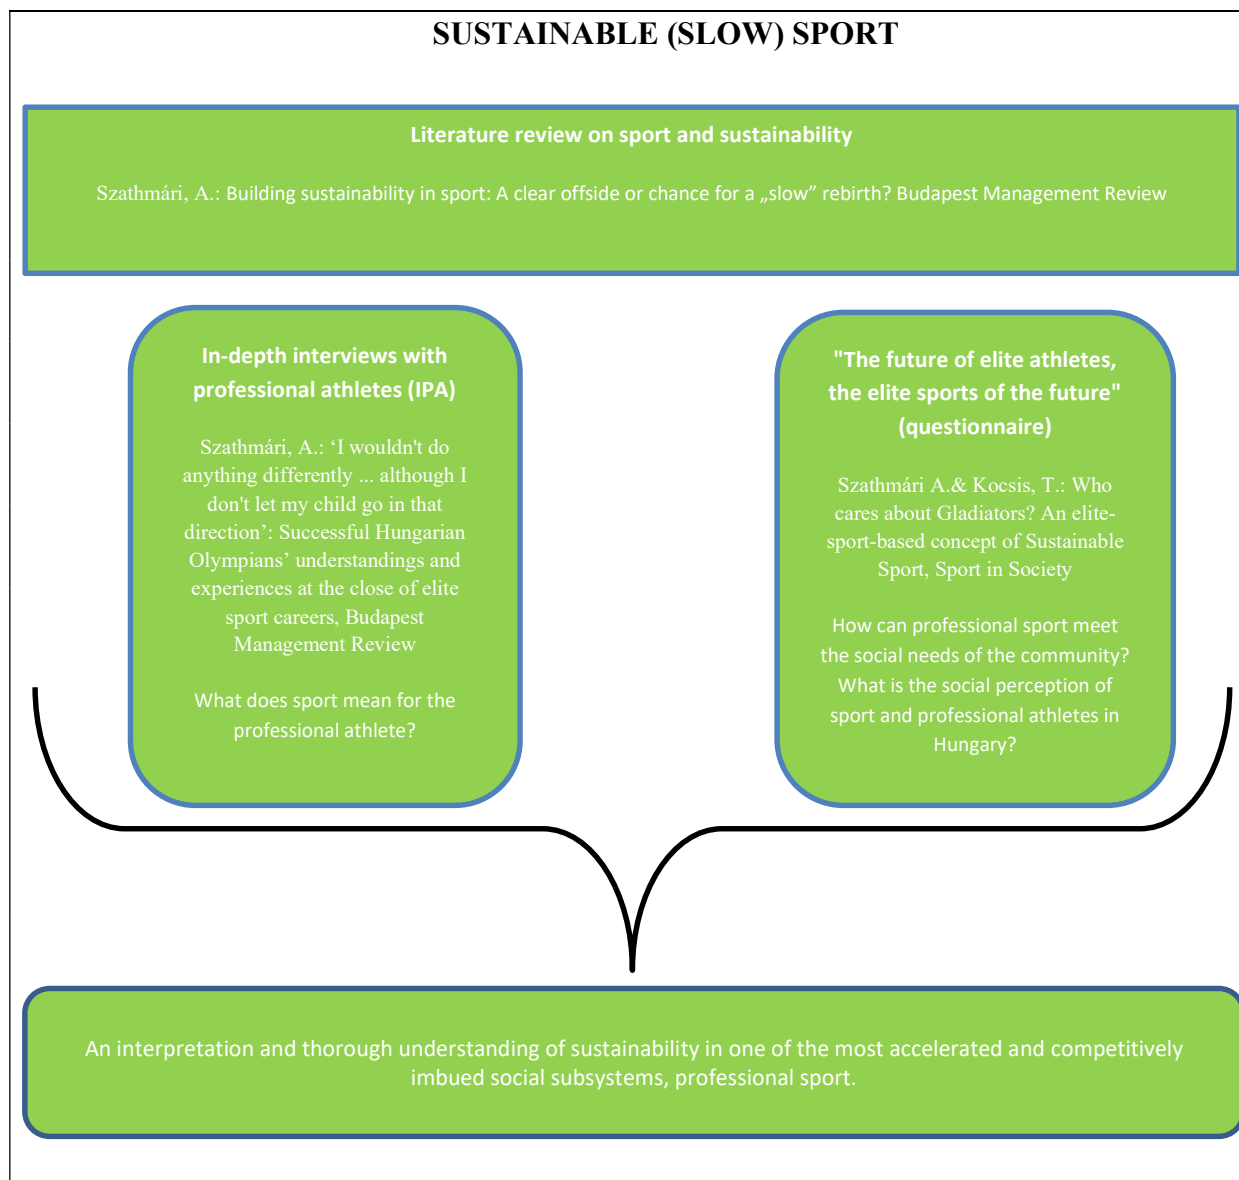 SUSTAINABLE (SLOW) SPORT
Literature review on sport and sustainability
Szathmári, A.: Building sustainability in sport: A clear offside or chance for a „slow” rebirth? Budapest Management Review
In-depth interviews with
professional athletes (IPA)
Szathmári, A.: ‘I wouldn't do
anything differently ... although I
don't let my child go in that
direction’: Successful Hungarian
Olympians’ understandings and
experiences at the close of elite
sport careers, Budapest
Management Review
What does sport mean for the
professional athlete?
"The future of elite athletes,
the elite sports of the future"
(questionnaire)
Szathmári A.& Kocsis, T.: Who
cares about Gladiators? An elite-
sport-based concept of Sustainable
Sport, Sport in Society
How can professional sport meet
the social needs of the community?
What is the social perception of
sport and professional athletes in
Hungary?
An interpretation and thorough understanding of sustainability in one of the most accelerated and competitively
imbued social subsystems, professional sport.